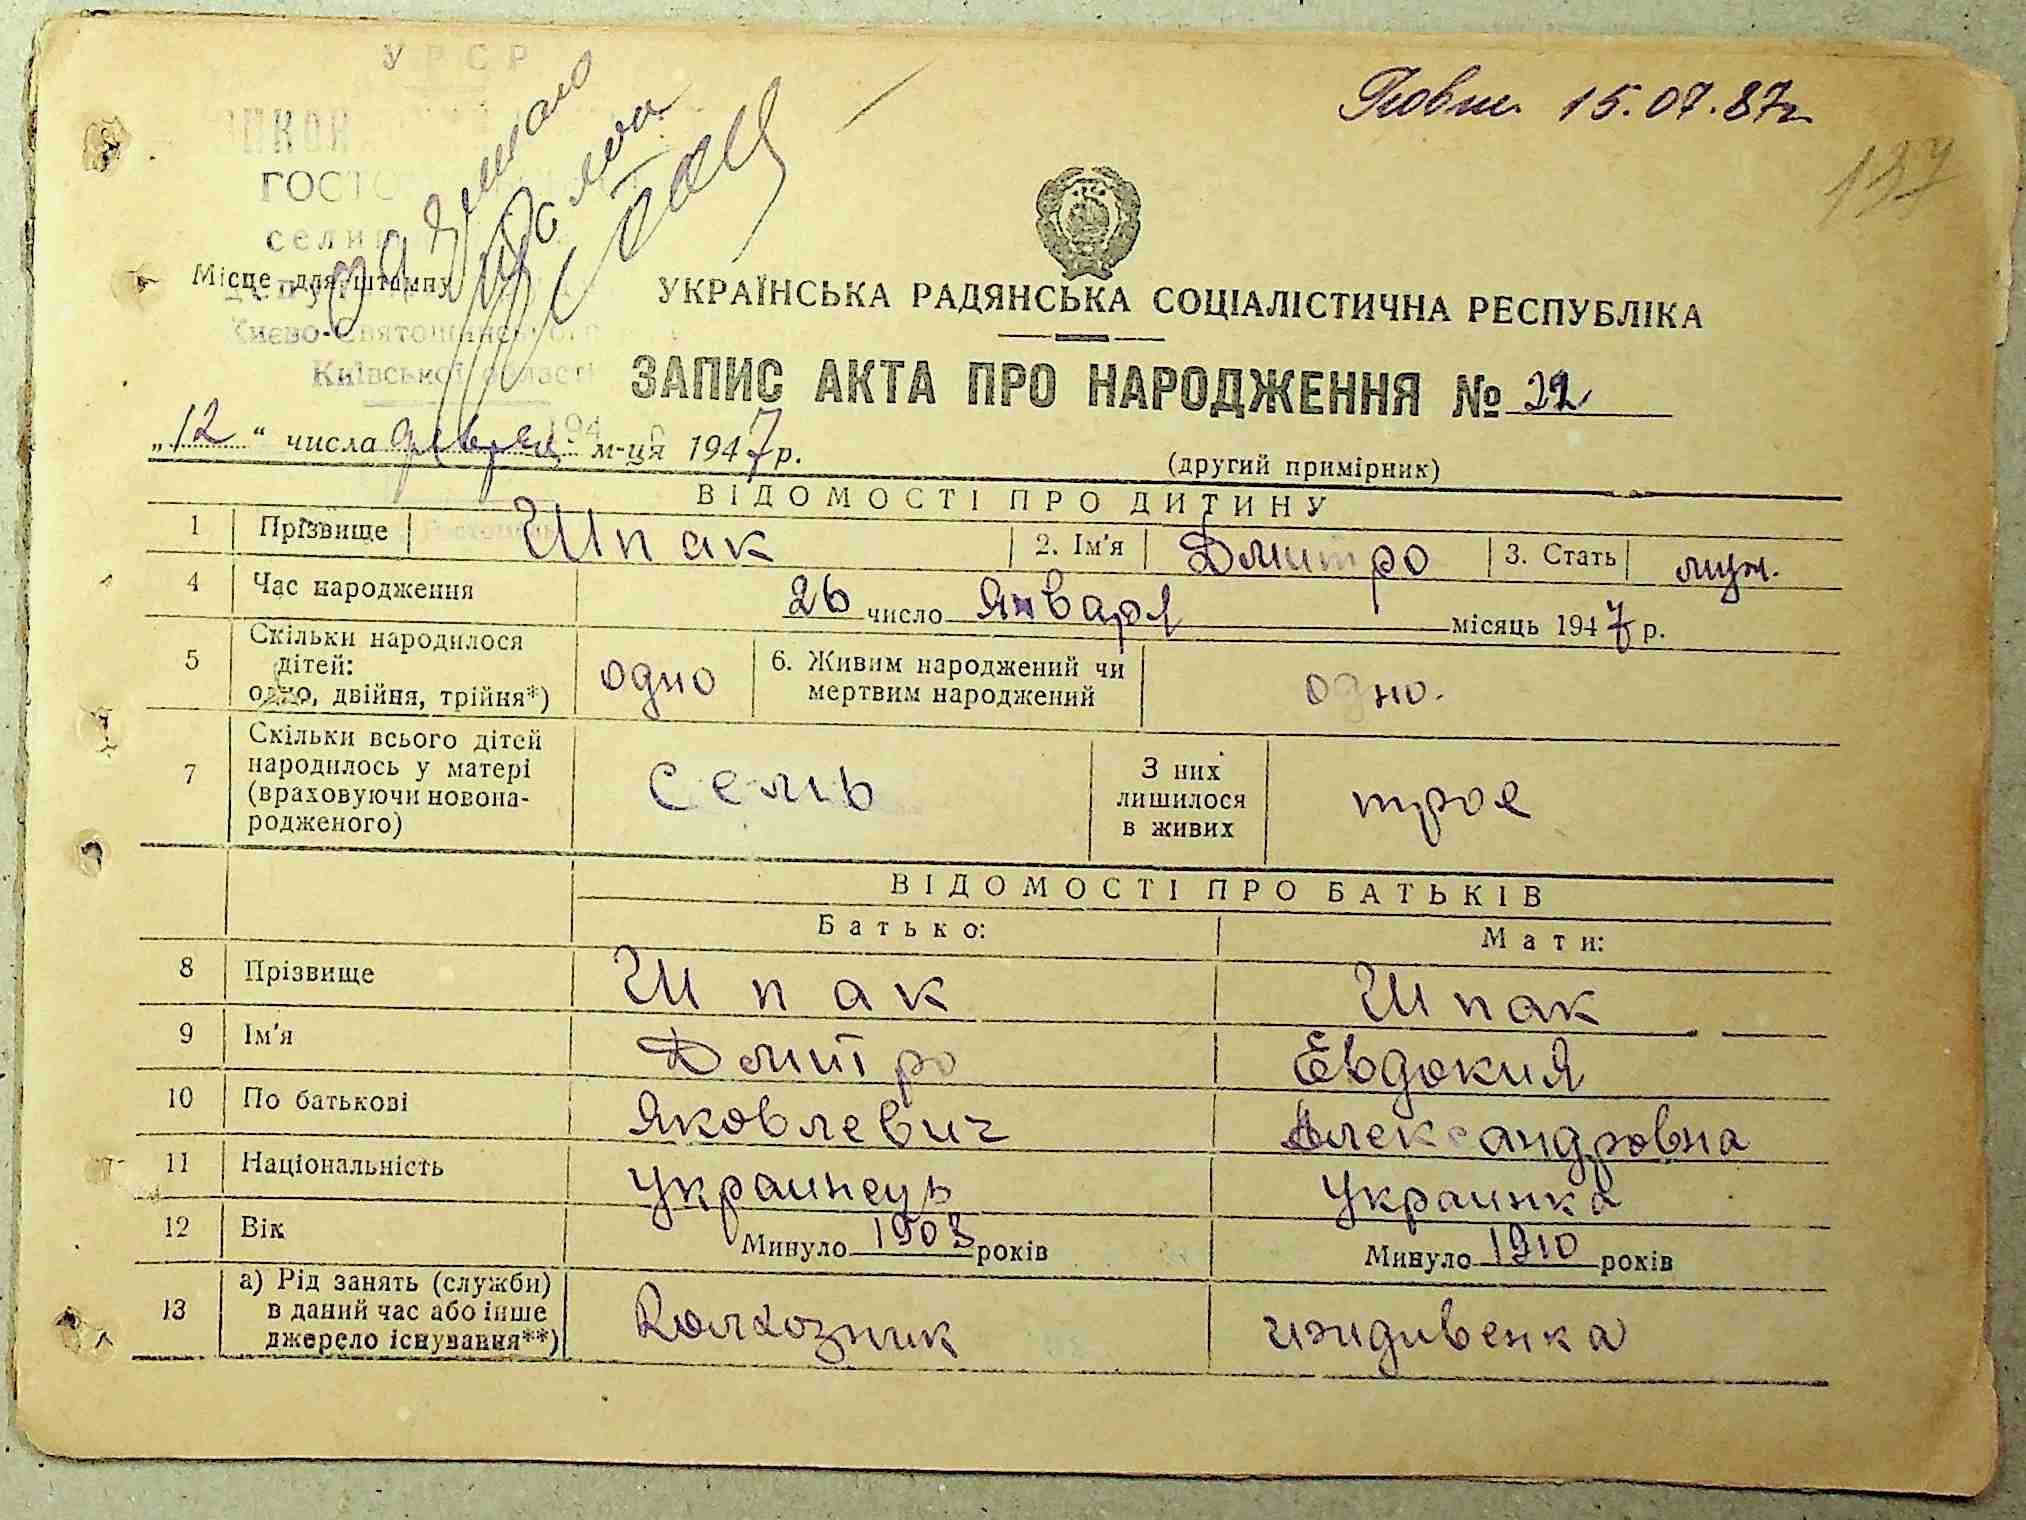 УРСР
ГОСТО
селищ
Місце для штампу
Києво-Святошинського
Київської області
Повт. 15.07.87г.
137
УКРАЇНСЬКА РАДЯНСЬКА СОЦІАЛІСТИЧНА РЕСПУБЛІКА
ЗАПИС АКТА ПРО НАРОДЖЕННЯ № 22
„12“ числа февраля м-ця 1947 р.
(другий примірник)
ВІДОМОСТІ ПРО ДИТИНУ
1 Прізвище Шпак 2. Ім'я Дмитро 3. Стать муж.
4 Час народження 26 число Января місяць 1947 р.
5 Скільки народилося дітей: одно, двійня, трійня*) одно 6. Живим народжений чи мертвим народжений одно.
7 Скільки всього дітей народилось у матері (враховуючи новонародженого) семь З них лишилося в живих трое
ВІДОМОСТІ ПРО БАТЬКІВ
Батько: Мати:
8 Прізвище Шпак Шпак
9 Ім'я Дмитро Евдокия
10 По батькові Яковлевич Александровна
11 Національність украинець украинка
12 Вік Минуло 1903 років Минуло 1910 років
13 а) Рід занять (служби) в даний час або інше джерело існування**) Колхозник иждивенка